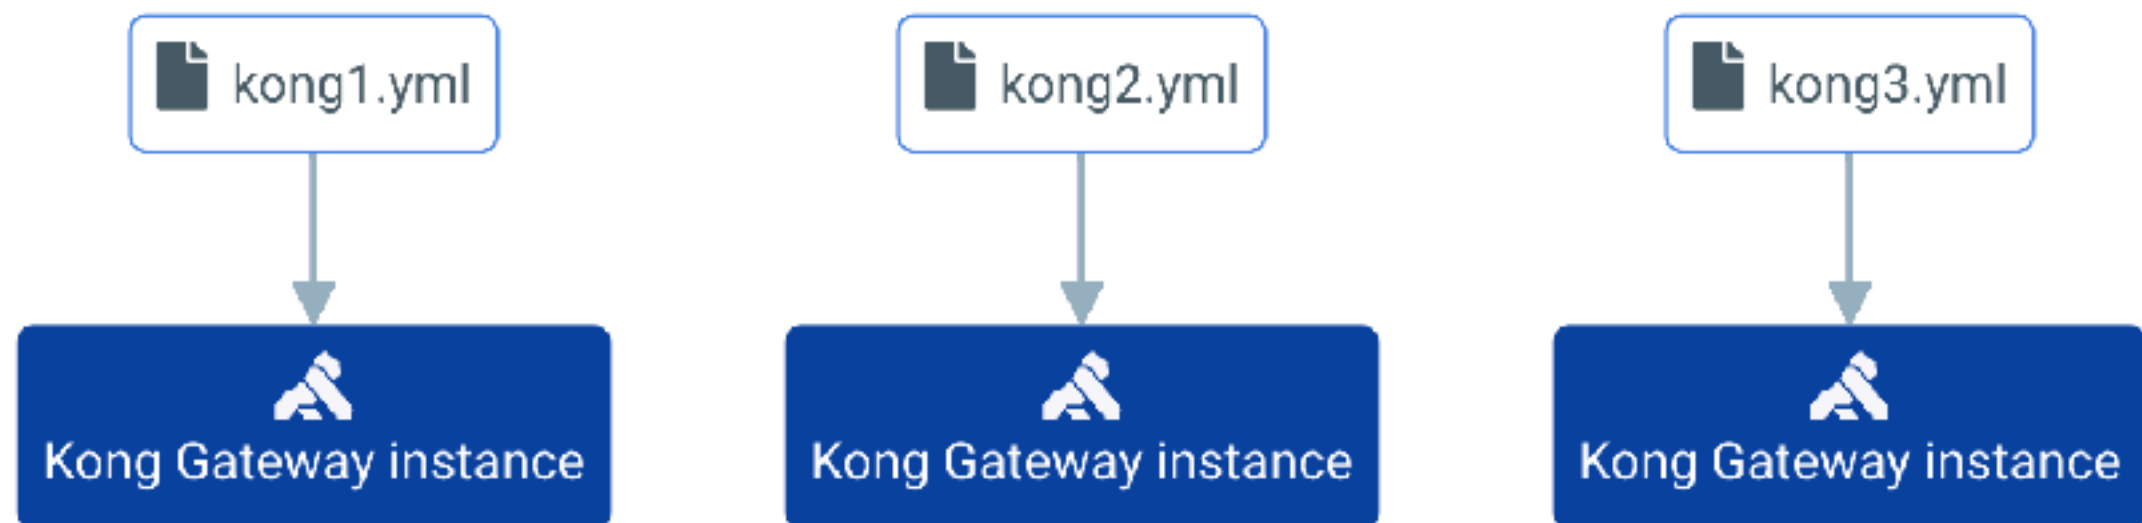 kong1.yml
kong2.yml
kong3.yml
Kong Gateway instance
Kong Gateway instance
Kong Gateway instance